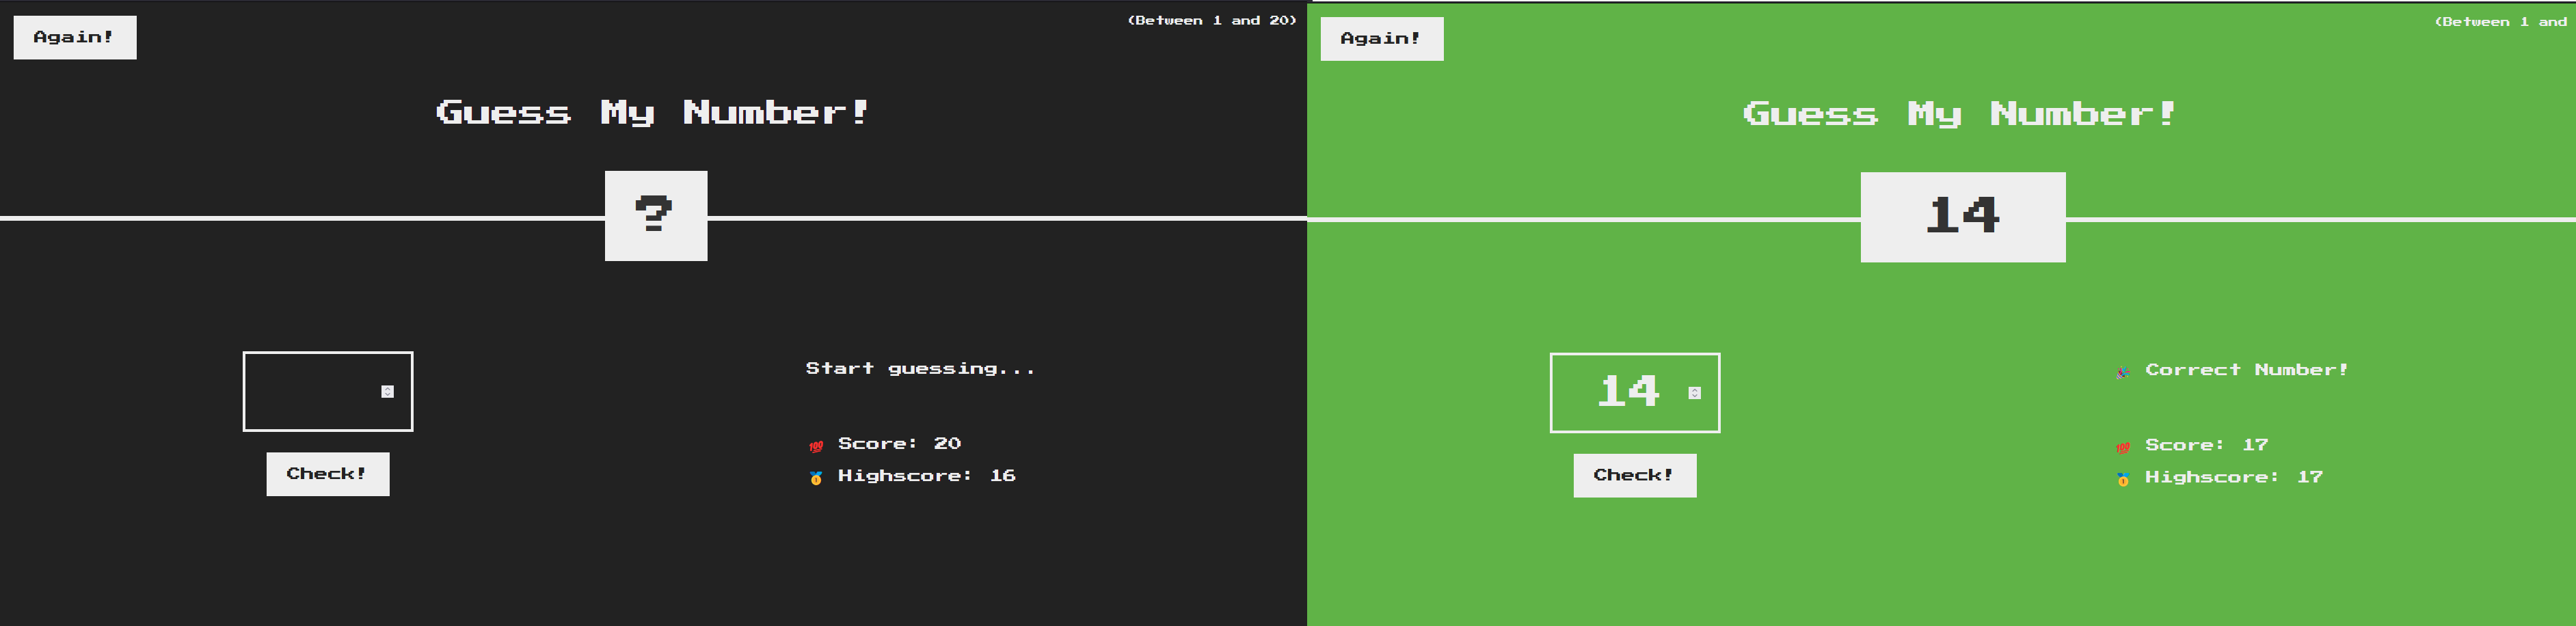 Again!
(Between 1 and 20)
Guess My Number!
?
Start guessing...
💯 Score: 20
🥇 Highscore: 16
Check!
Again!
(Between 1 and
Guess My Number!
14
14
🎉 Correct Number!
💯 Score: 17
🥇 Highscore: 17
Check!